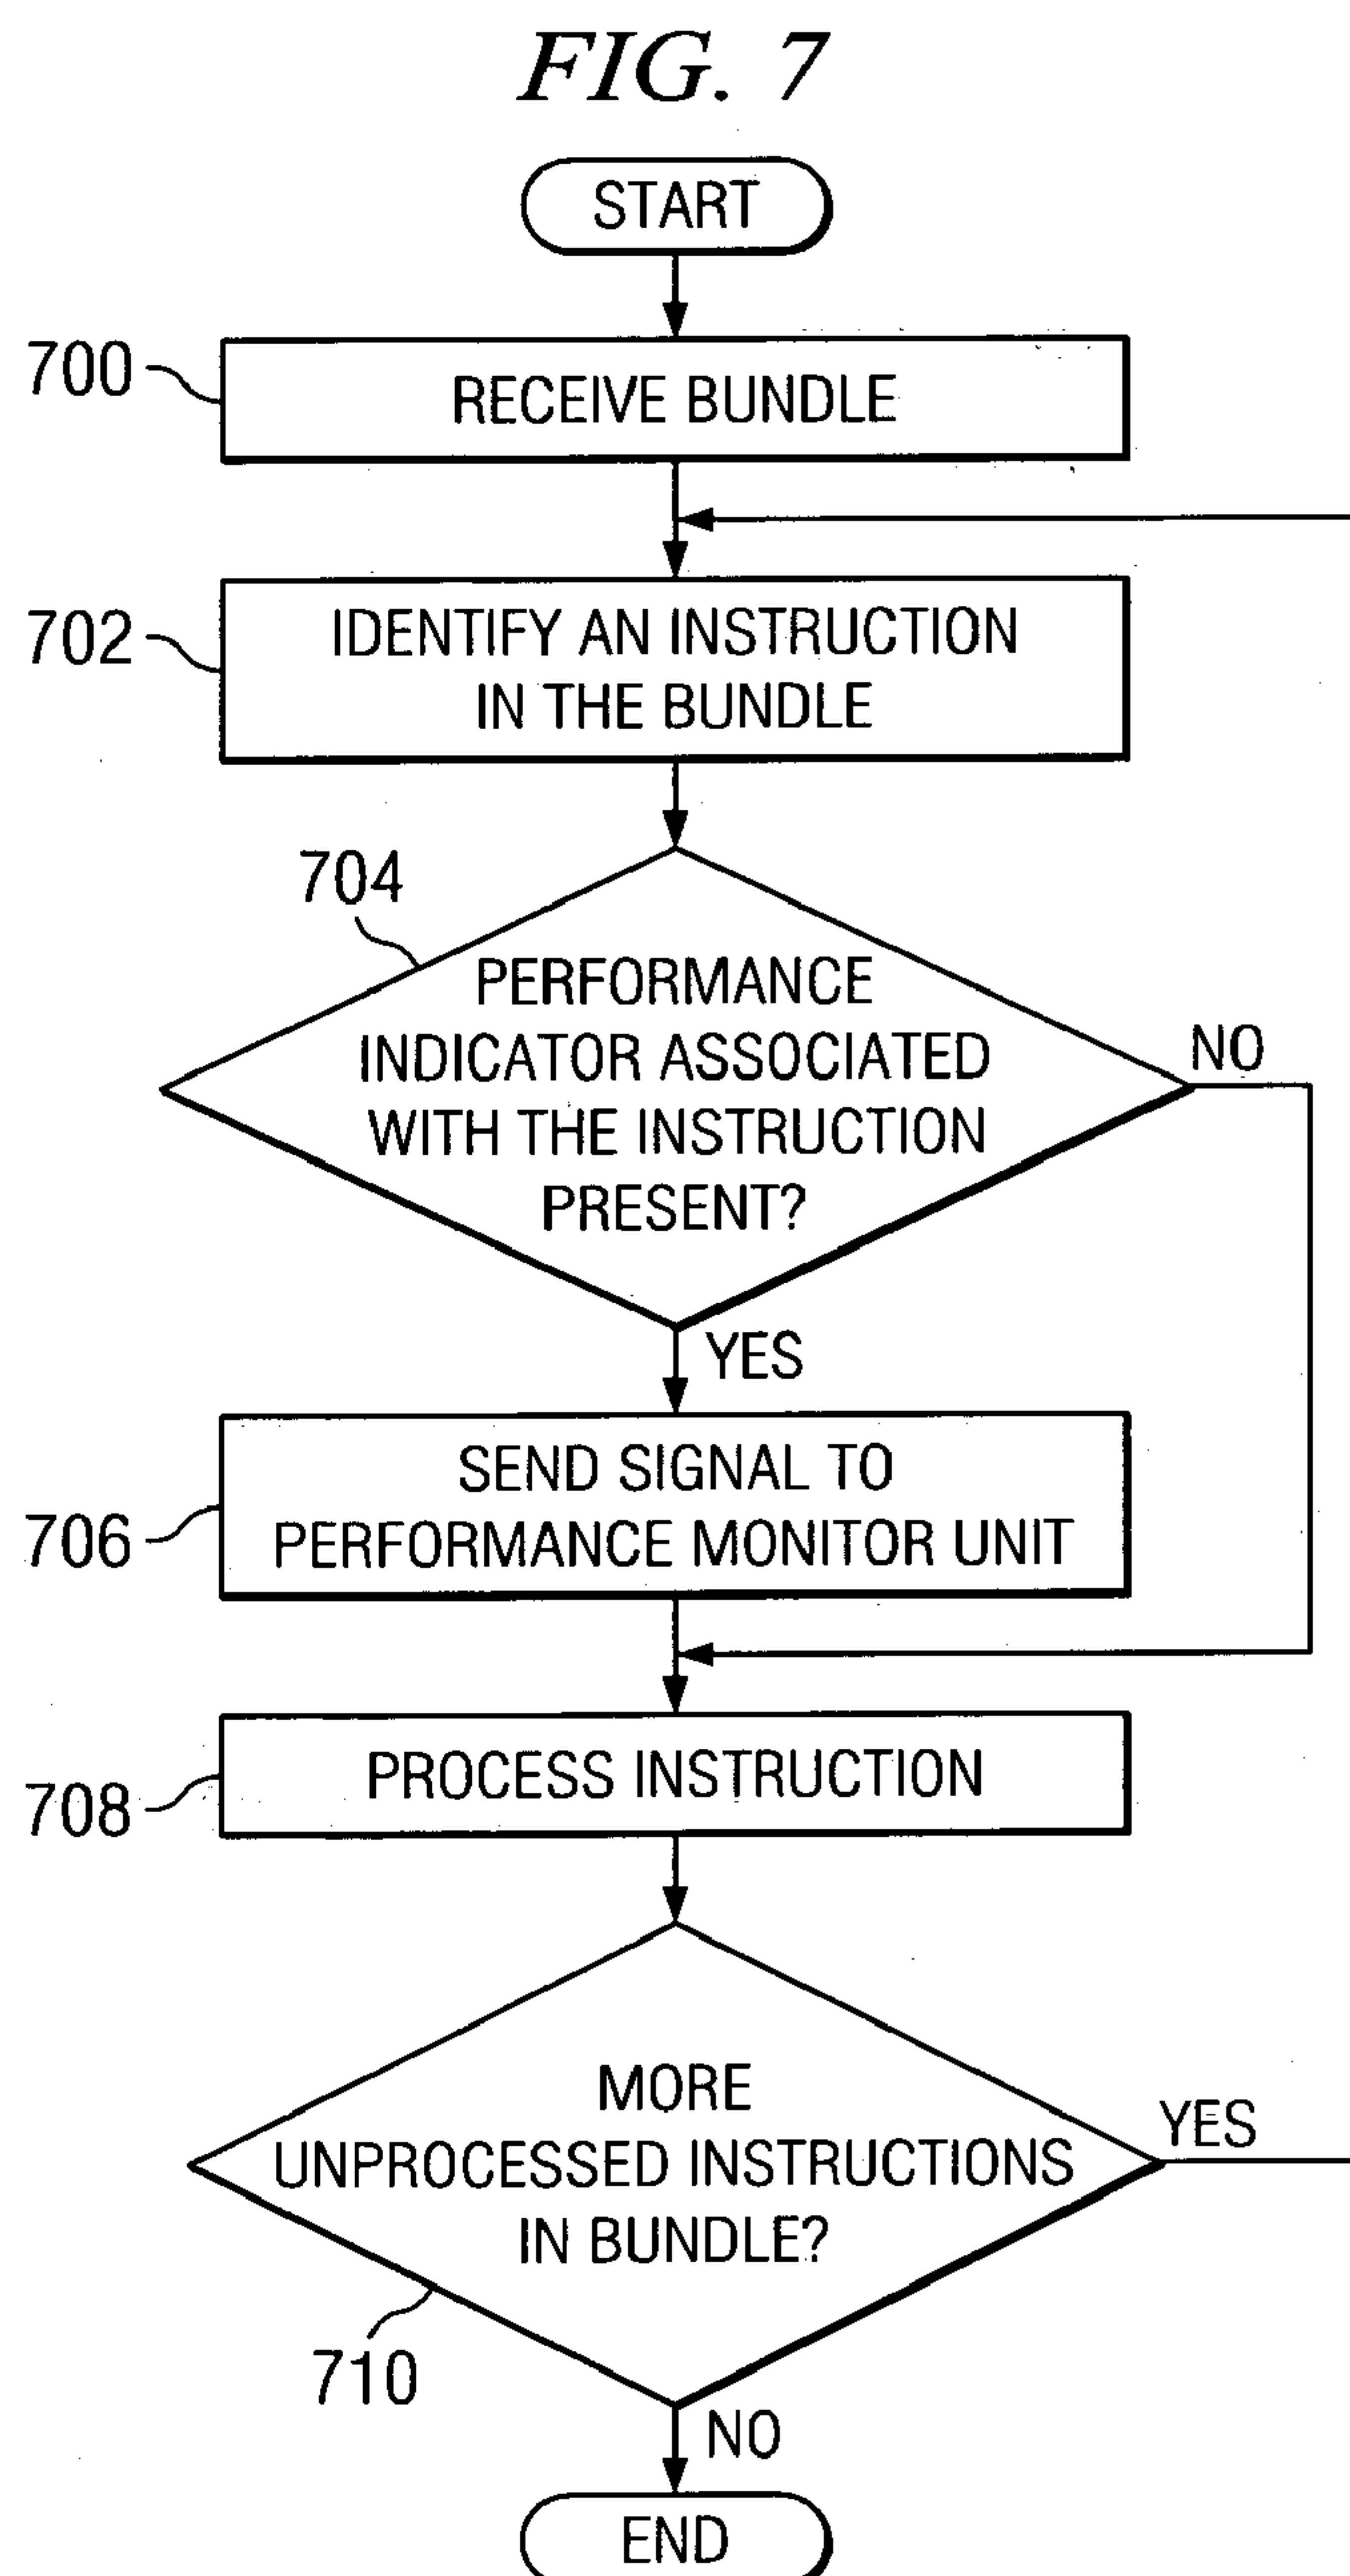 FIG. 7
START
700
RECEIVE BUNDLE
702
IDENTIFY AN INSTRUCTION
IN THE BUNDLE
704
PERFORMANCE
INDICATOR ASSOCIATED
WITH THE INSTRUCTION
PRESENT?
NO
YES
706
SEND SIGNAL TO
PERFORMANCE MONITOR UNIT
708
PROCESS INSTRUCTION
MORE
UNPROCESSED INSTRUCTIONS
IN BUNDLE?
YES
710
NO
END